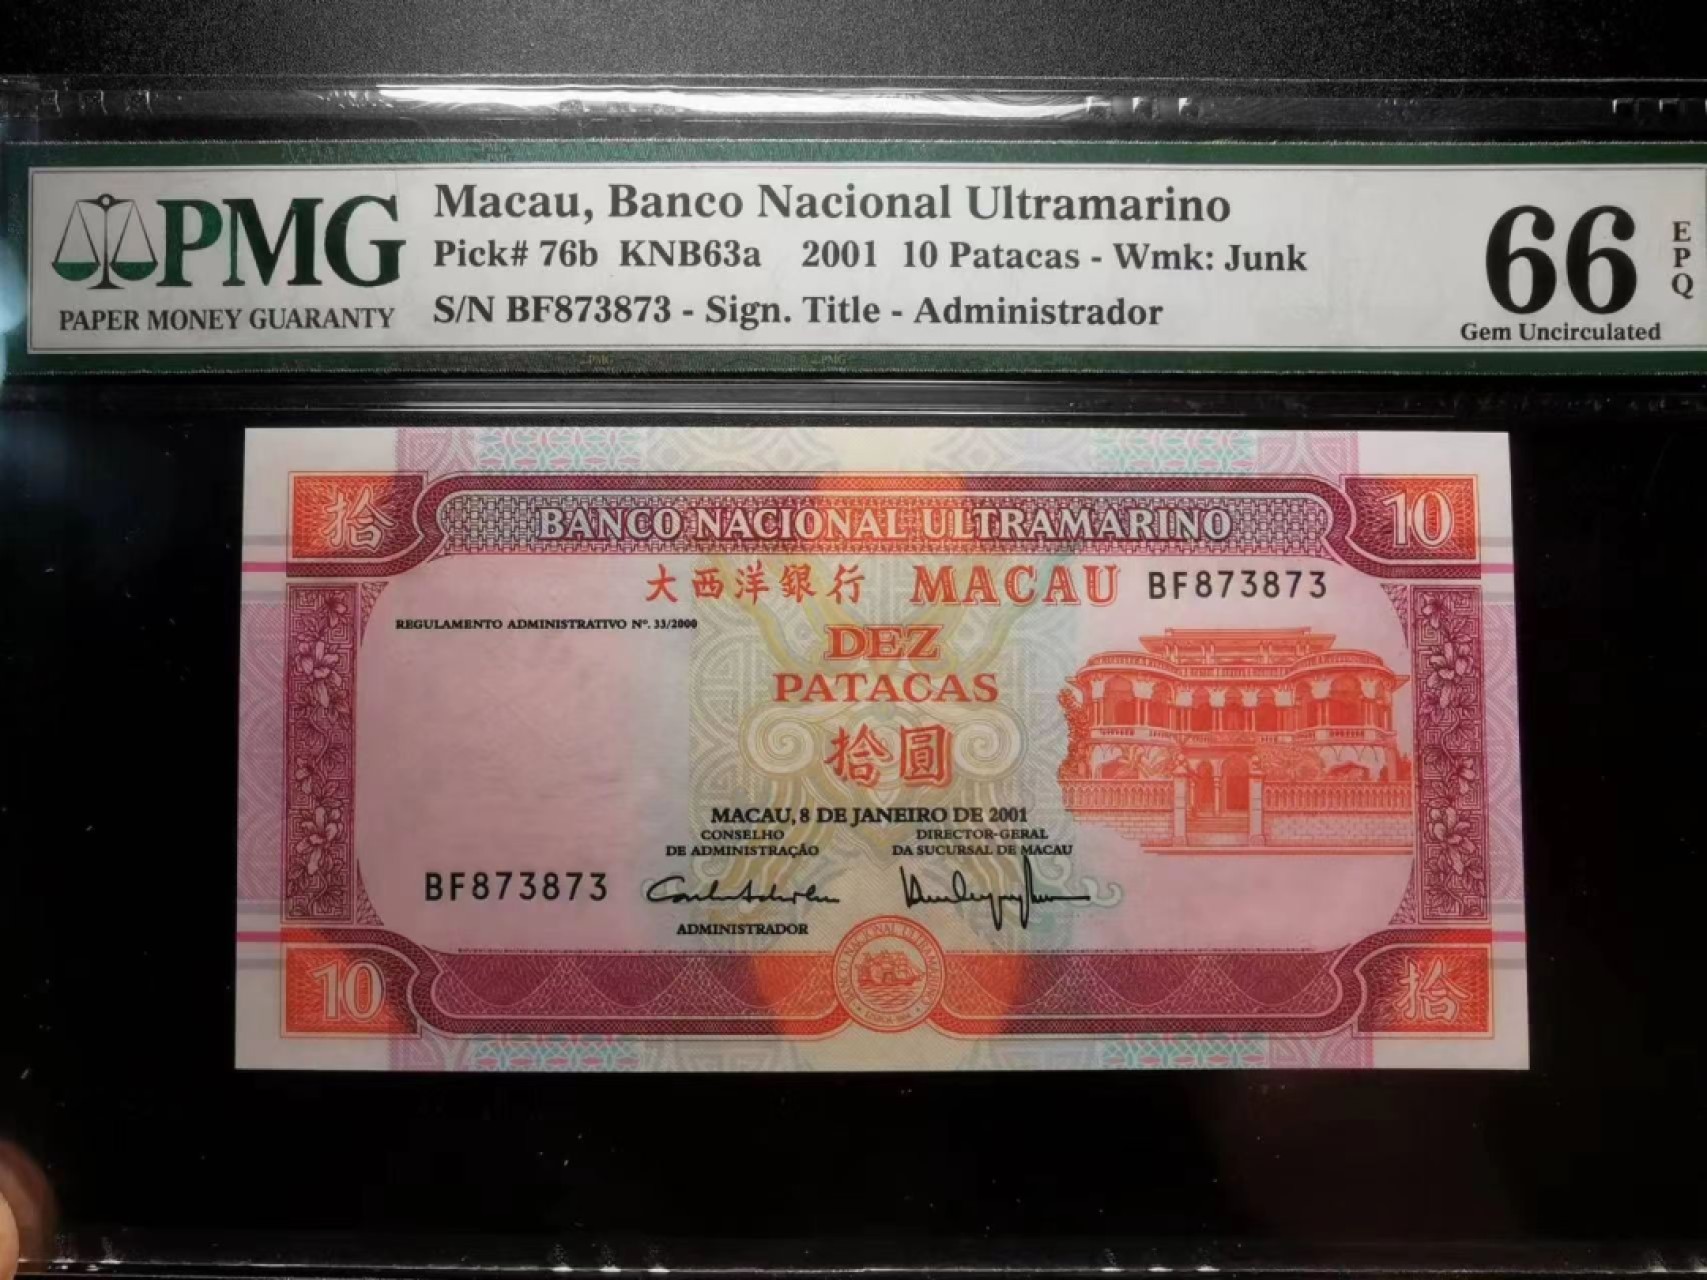 PMG
PAPER MONEY GUARANTY
Macau, Banco Nacional Ultramarino
Pick# 76b KNB63a 2001 10 Patacas - Wmk: Junk
S/N BF873873 - Sign. Title - Administrador
66
EPQ
Gem Uncirculated
拾
BANCO NACIONAL ULTRAMARINO
10
大西洋銀行 MACAU BF873873
REGULAMENTO ADMINISTRATIVO Nº. 33/2000
DEZ
PATACAS
拾圓
MACAU, 8 DE JANEIRO DE 2001
CONSELHO
DE ADMINISTRAÇÃO
DIRECTOR-GERAL
DA SUCURSAL DE MACAU
BF873873
ADMINISTRADOR
10
BANCO NACIONAL ULTRAMARINO
拾